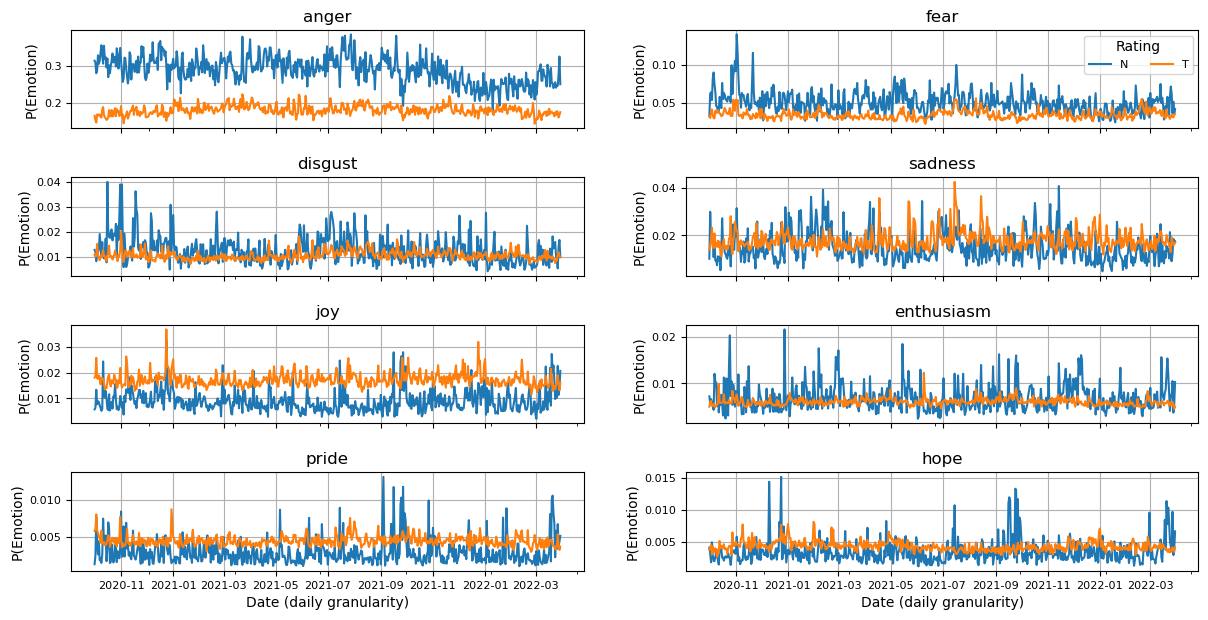 anger
P(Emotion)
0.3
0.2
fear
P(Emotion)
0.10
0.05
Rating
N T
disgust
P(Emotion)
0.04
0.03
0.02
0.01
sadness
P(Emotion)
0.04
0.02
joy
P(Emotion)
0.03
0.02
0.01
enthusiasm
P(Emotion)
0.02
0.01
pride
P(Emotion)
0.010
0.005
2020-11 2021-01 2021-03 2021-05 2021-07 2021-09 2021-11 2022-01 2022-03
Date (daily granularity)
hope
P(Emotion)
0.015
0.010
0.005
2020-11 2021-01 2021-03 2021-05 2021-07 2021-09 2021-11 2022-01 2022-03
Date (daily granularity)